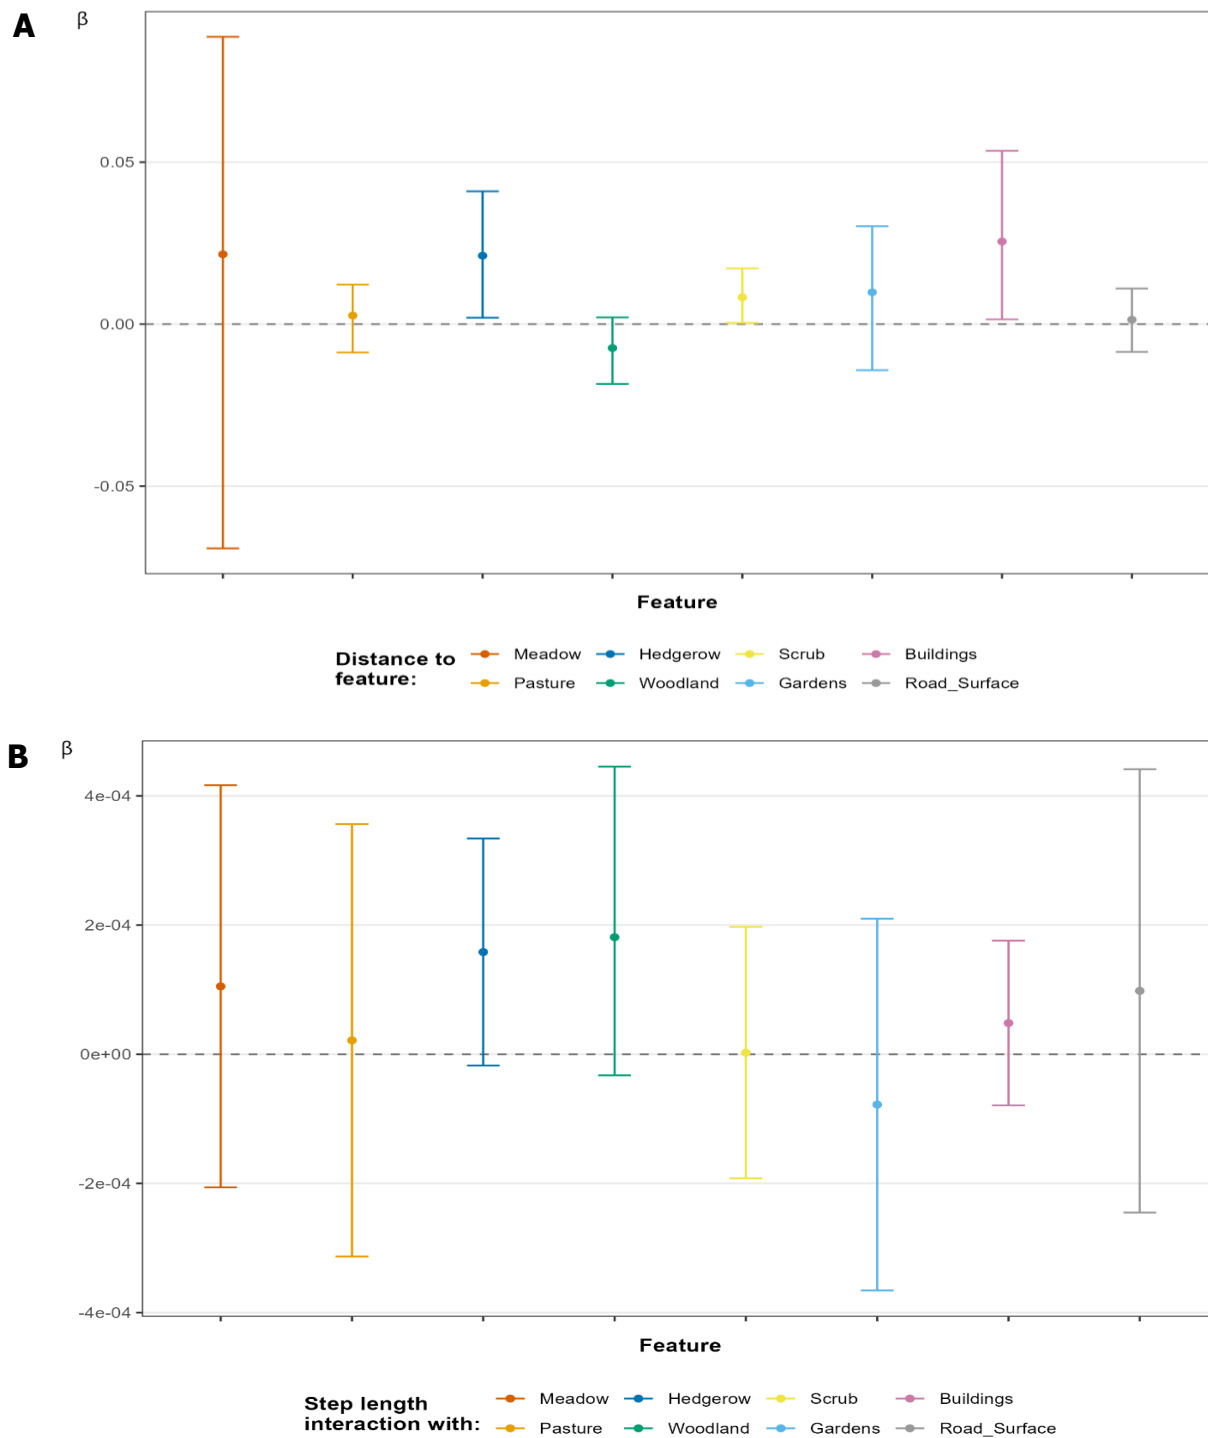 A
β
0.05
0.00
-0.05
Feature
Distance to
feature:
Meadow Hedgerow Scrub Buildings
Pasture Woodland Gardens Road_Surface
B
β
4e-04
2e-04
0e+00
-2e-04
-4e-04
Feature
Step length
interaction with:
Meadow Hedgerow Scrub Buildings
Pasture Woodland Gardens Road_Surface